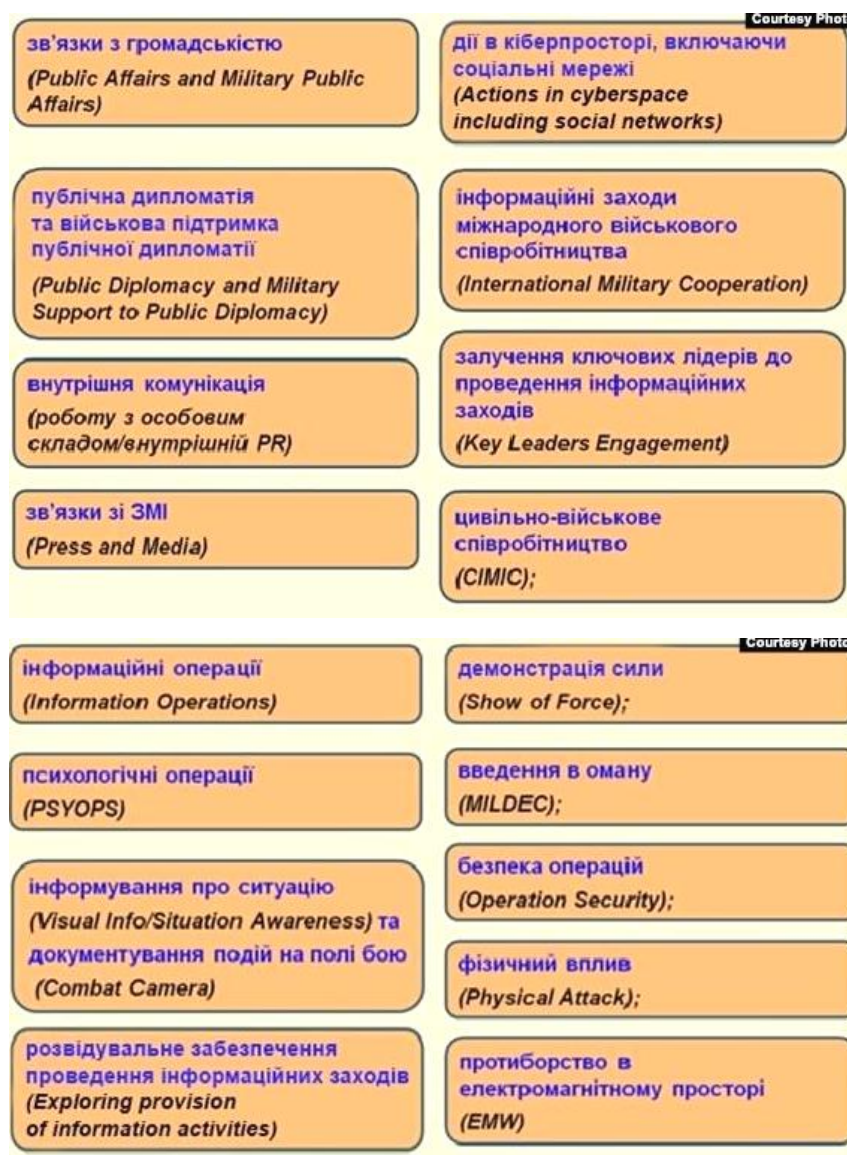 Courtesy Phot
зв'язки з громадськістю
(Public Affairs and Military Public
Affairs)
публічна дипломатія
та військова підтримка
публічної дипломатії
(Public Diplomacy and Military
Support to Public Diplomacy)
внутрішня комунікація
(роботу з особовим
складом/внутрішній PR)
зв'язки зі ЗМІ
(Press and Media)
дії в кіберпросторі, включаючи
соціальні мережі
(Actions in cyberspace
including social networks)
інформаційні заходи
міжнародного військового
співробітництва
(International Military Cooperation)
залучення ключових лідерів до
проведення інформаційних
заходів
(Key Leaders Engagement)
цивільно-військове
співробітництво
(CIMIC);
Courtesy Photo
інформаційні операції
(Information Operations)
психологічні операції
(PSYOPS)
інформування про ситуацію
(Visual Info/Situation Awareness) та
документування подій на полі бою
(Combat Camera)
розвідувальне забезпечення
проведення інформаційних заходів
(Exploring provision
of information activities)
демонстрація сили
(Show of Force);
введення в оману
(MILDEC);
безпека операцій
(Operation Security);
фізичний вплив
(Physical Attack);
протиборство в
електромагнітному просторі
(EMW)